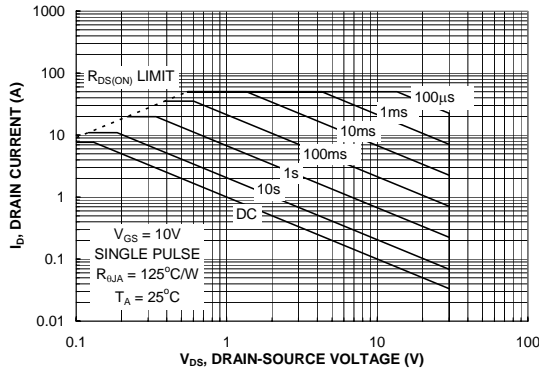 1000
100
10
1
0.1
0.01
I_D, DRAIN CURRENT (A)
R_DS(ON) LIMIT
100μs
1ms
10ms
100ms
1s
10s
DC
V_GS = 10V
SINGLE PULSE
R_θJA = 125°C/W
T_A = 25°C
0.1 1 10 100
V_DS, DRAIN-SOURCE VOLTAGE (V)